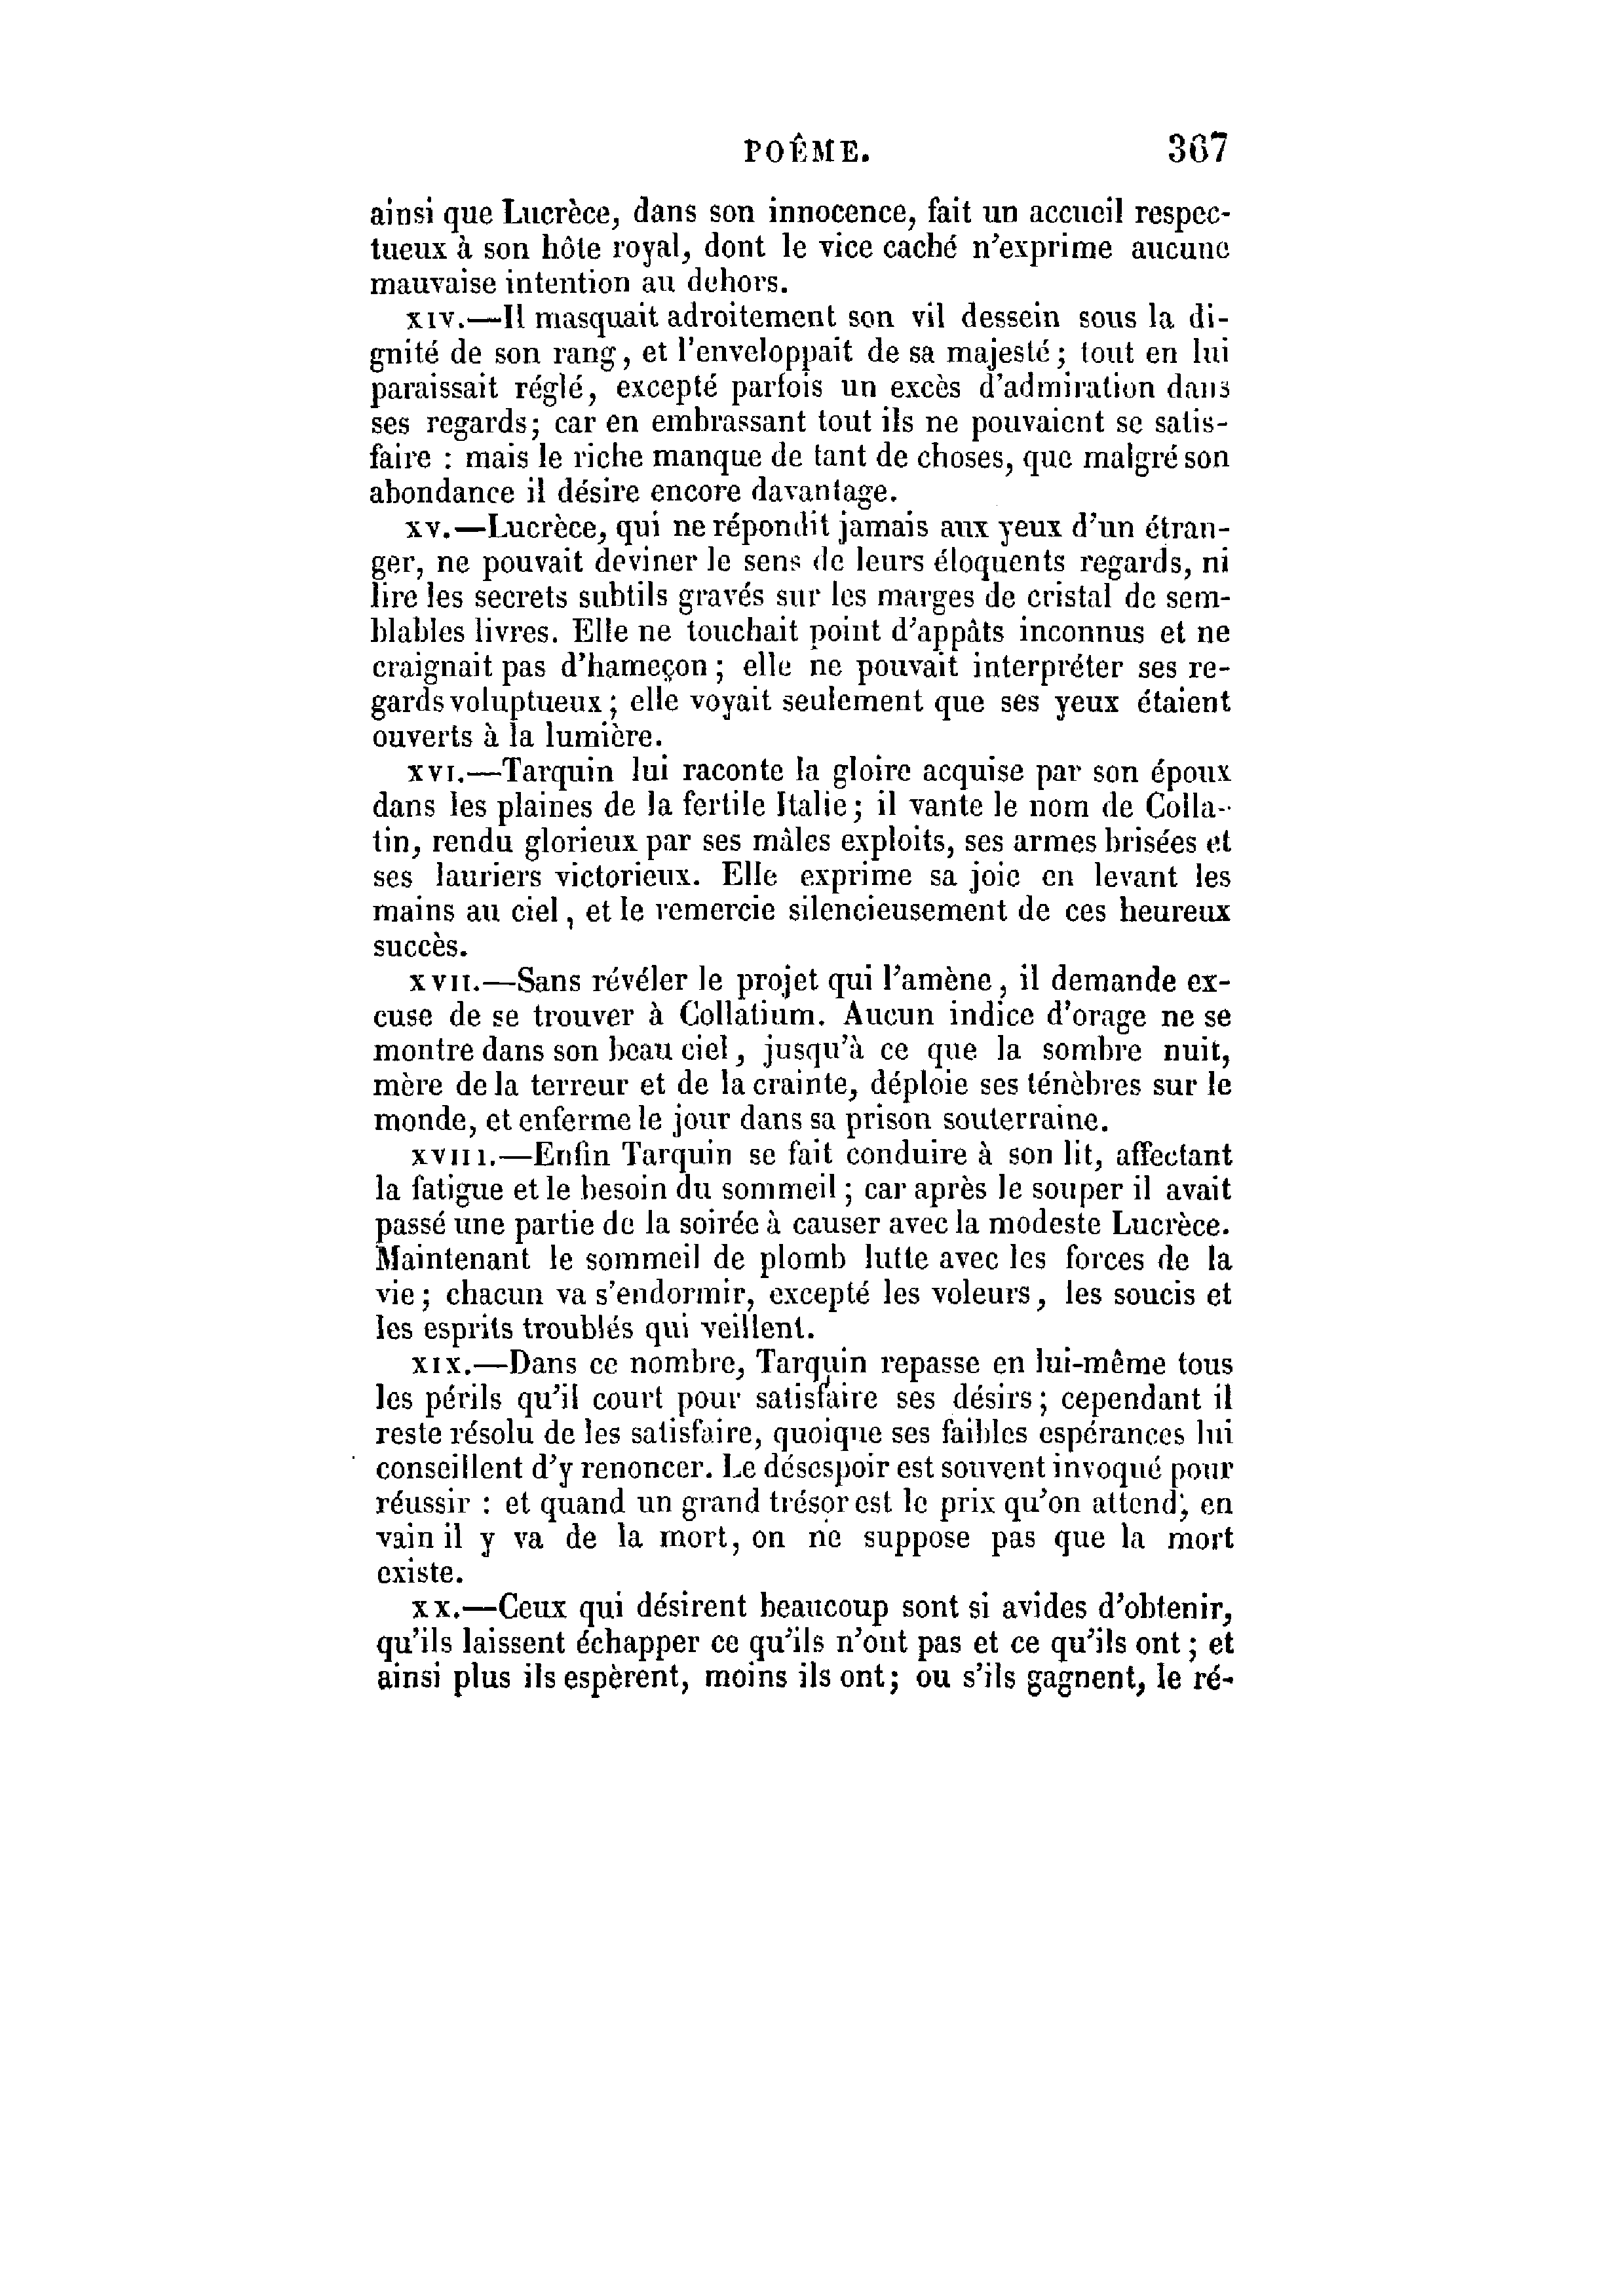 POÊME. 367
ainsi que Lucrèce, dans son innocence, fait un accueil respec-
tueux à son hôte royal, dont le vice caché n'exprime aucune
mauvaise intention au dehors.
XIV.—Il masquait adroitement son vil dessein sous la di-
gnité de son rang, et l'enveloppait de sa majesté; tout en lui
paraissait réglé, excepté parfois un excès d'admiration dans
ses regards; car en embrassant tout ils ne pouvaient se satis-
faire : mais le riche manque de tant de choses, que malgré son
abondance il désire encore davantage.
XV.—Lucrèce, qui ne répondit jamais aux yeux d'un étran-
ger, ne pouvait deviner le sens de leurs éloquents regards, ni
lire les secrets subtils gravés sur les marges de cristal de sem-
blables livres. Elle ne touchait point d'appâts inconnus et ne
craignait pas d'hameçon; elle ne pouvait interpréter ses re-
gards voluptueux; elle voyait seulement que ses yeux étaient
ouverts à la lumière.
XVI.—Tarquin lui raconte la gloire acquise par son époux
dans les plaines de la fertile Italie; il vante le nom de Colla-
tin, rendu glorieux par ses mâles exploits, ses armes brisées et
ses lauriers victorieux. Elle exprime sa joie en levant les
mains au ciel, et le remercie silencieusement de ces heureux
succès.
XVII.—Sans révéler le projet qui l'amène, il demande ex-
cuse de se trouver à Collatium. Aucun indice d'orage ne se
montre dans son beau ciel, jusqu'à ce que la sombre nuit,
mère de la terreur et de la crainte, déploie ses ténèbres sur le
monde, et enferme le jour dans sa prison souterraine.
XVIII.—Enfin Tarquin se fait conduire à son lit, affectant
la fatigue et le besoin du sommeil; car après le souper il avait
passé une partie de la soirée à causer avec la modeste Lucrèce.
Maintenant le sommeil de plomb lutte avec les forces de la
vie; chacun va s'endormir, excepté les voleurs, les soucis et
les esprits troublés qui veillent.
XIX.—Dans ce nombre, Tarquin repasse en lui-même tous
les périls qu'il court pour satisfaire ses désirs; cependant il
reste résolu de les satisfaire, quoique ses faibles espérances lui
conseillent d'y renoncer. Le désespoir est souvent invoqué pour
réussir : et quand un grand trésor est le prix qu'on attend, en
vain il y va de la mort, on ne suppose pas que la mort
existe.
XX.—Ceux qui désirent beaucoup sont si avides d'obtenir,
qu'ils laissent échapper ce qu'ils n'ont pas et ce qu'ils ont; et
ainsi plus ils espèrent, moins ils ont; ou s'ils gagnent, le ré-